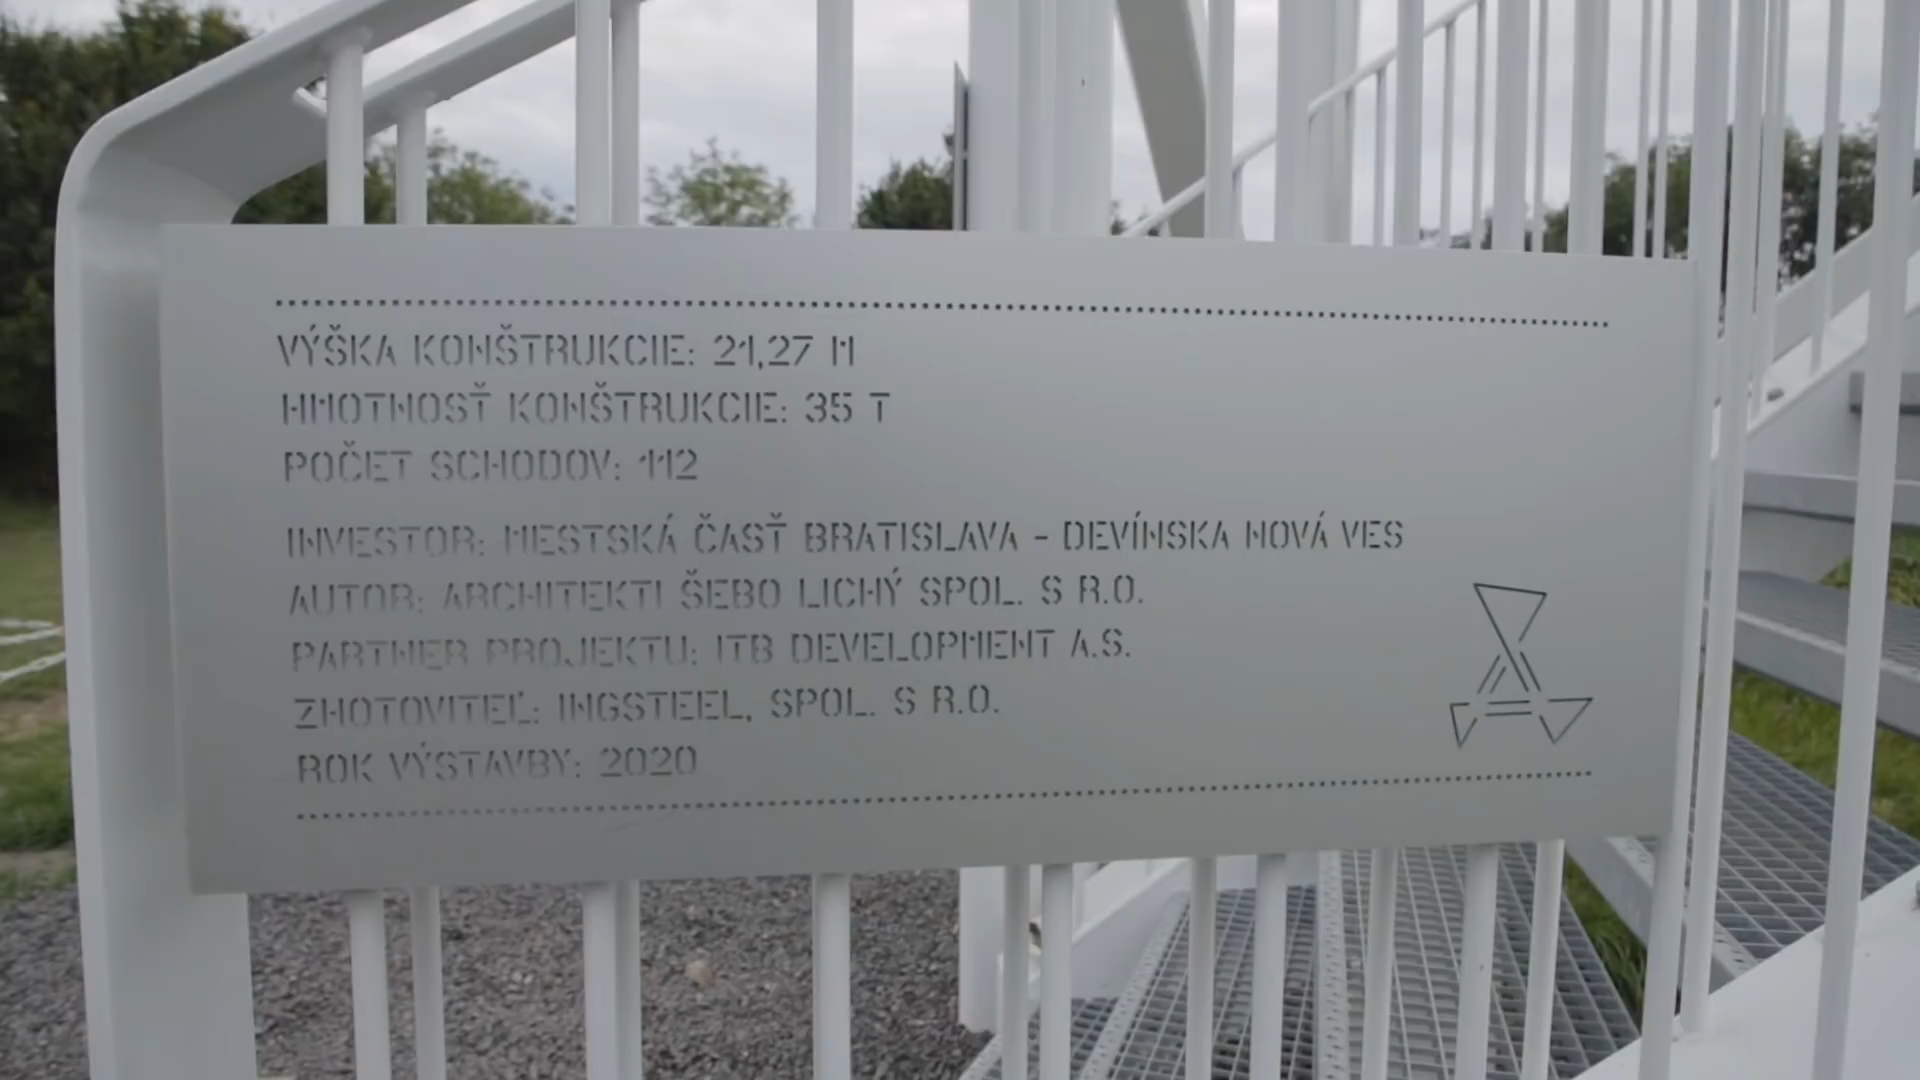 VÝŠKA KONŠTRUKCIE: 21,27 M
HMOTNOSŤ KONŠTRUKCIE: 35 T
POČET SCHODOV: 112
INVESTOR: MESTSKÁ ČASŤ BRATISLAVA - DEVÍNSKA NOVÁ VES
AUTOR: ARCHITEKTI ŠEBO LICHÝ SPOL. S R.O.
PARTNER PROJEKTU: ITB DEVELOPMENT A.S.
ZHOTOVITEĽ: INGSTEEL, SPOL. S R.O.
ROK VÝSTAVBY: 2020